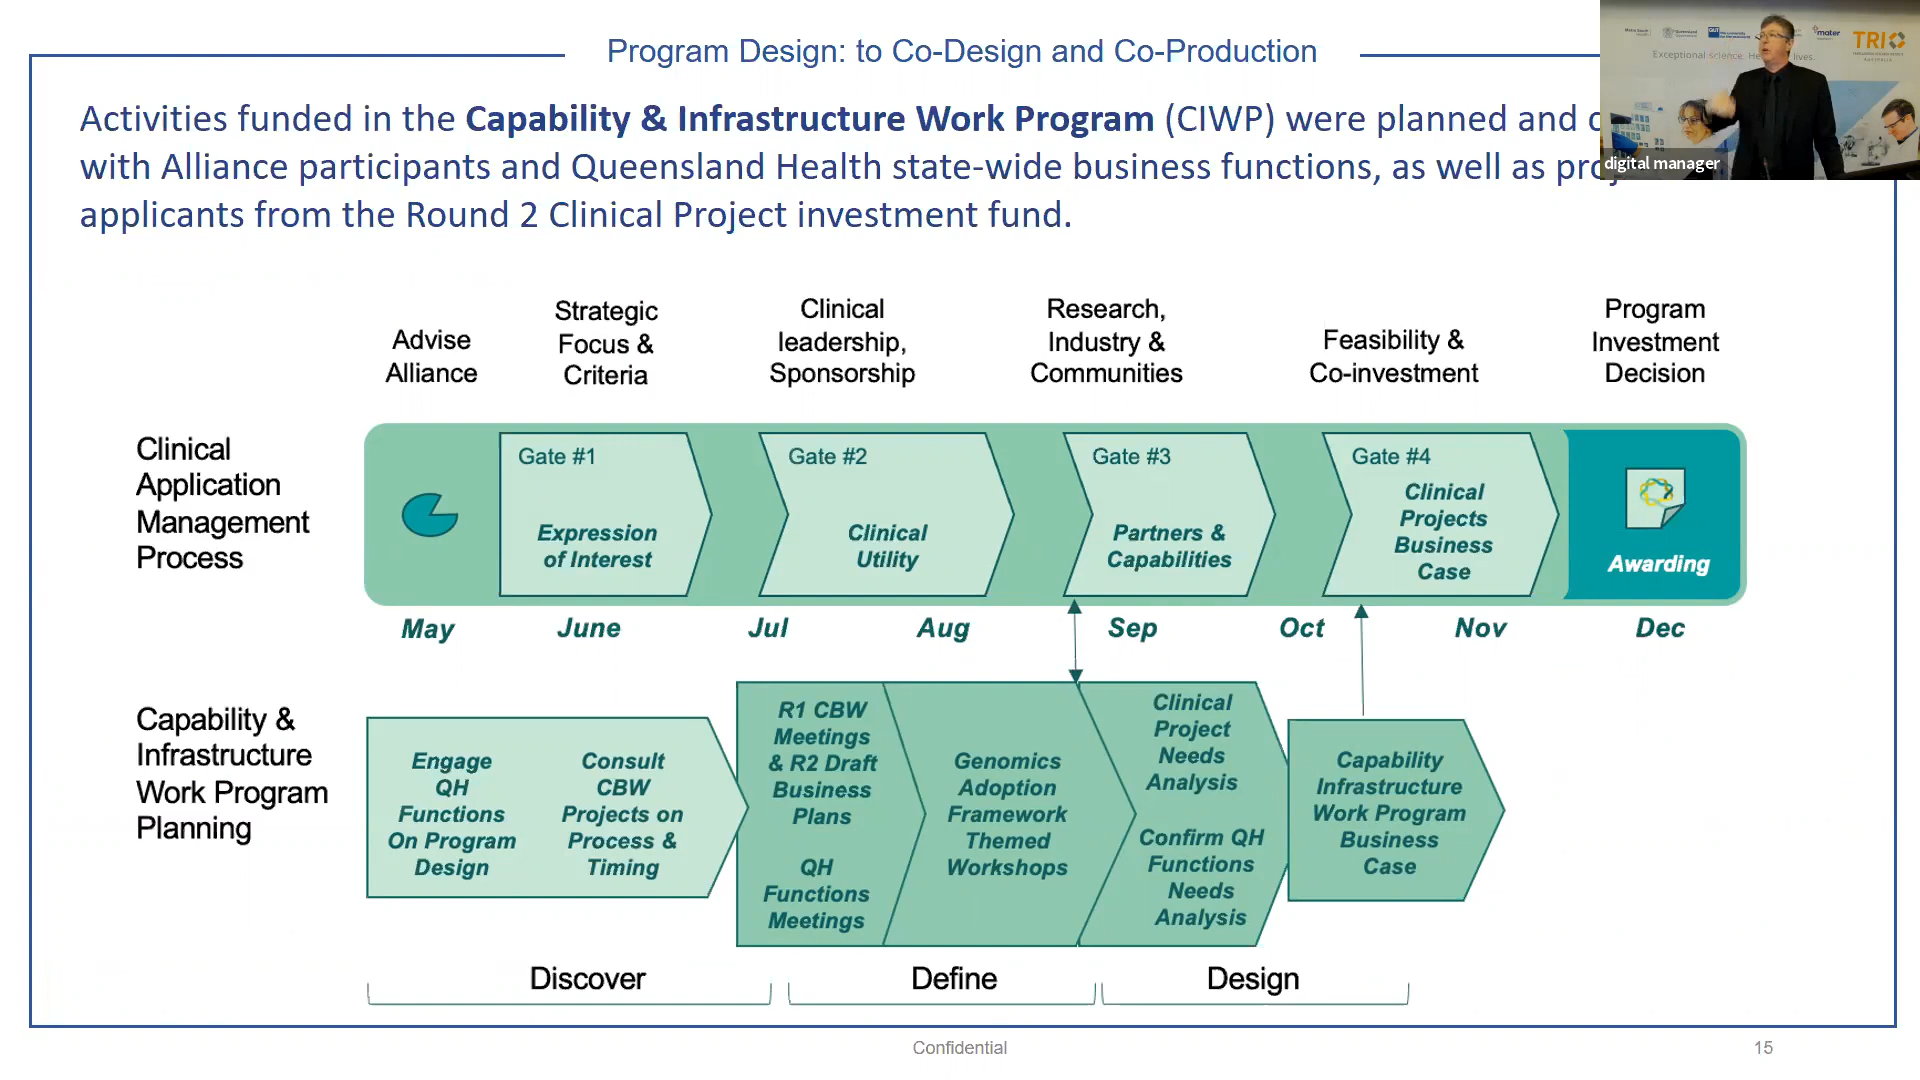 Program Design: to Co-Design and Co-Production
Activities funded in the Capability & Infrastructure Work Program (CIWP) were planned and
with Alliance participants and Queensland Health state-wide business functions, as well as
applicants from the Round 2 Clinical Project investment fund.
mater
TRI
AUSTRALIA
Exceptional science.
lives.
digital manager
Advise
Alliance
Strategic
Focus &
Criteria
Clinical
leadership,
Sponsorship
Research,
Industry &
Communities
Feasibility &
Co-investment
Program
Investment
Decision
Clinical
Application
Management
Process
Gate #1
Expression
of Interest
Gate #2
Clinical
Utility
Gate #3
Partners &
Capabilities
Gate #4
Clinical
Projects
Business
Case
Awarding
May
June
Jul
Aug
Sep
Oct
Nov
Dec
Capability &
Infrastructure
Work Program
Planning
Engage
QH
Functions
On Program
Design
Consult
CBW
Projects on
Process &
Timing
R1 CBW
Meetings
& R2 Draft
Business
Plans
QH
Functions
Meetings
Genomics
Adoption
Framework
Themed
Workshops
Clinical
Project
Needs
Analysis
Confirm QH
Functions
Needs
Analysis
Capability
Infrastructure
Work Program
Business
Case
Discover
Define
Design
Confidential
15